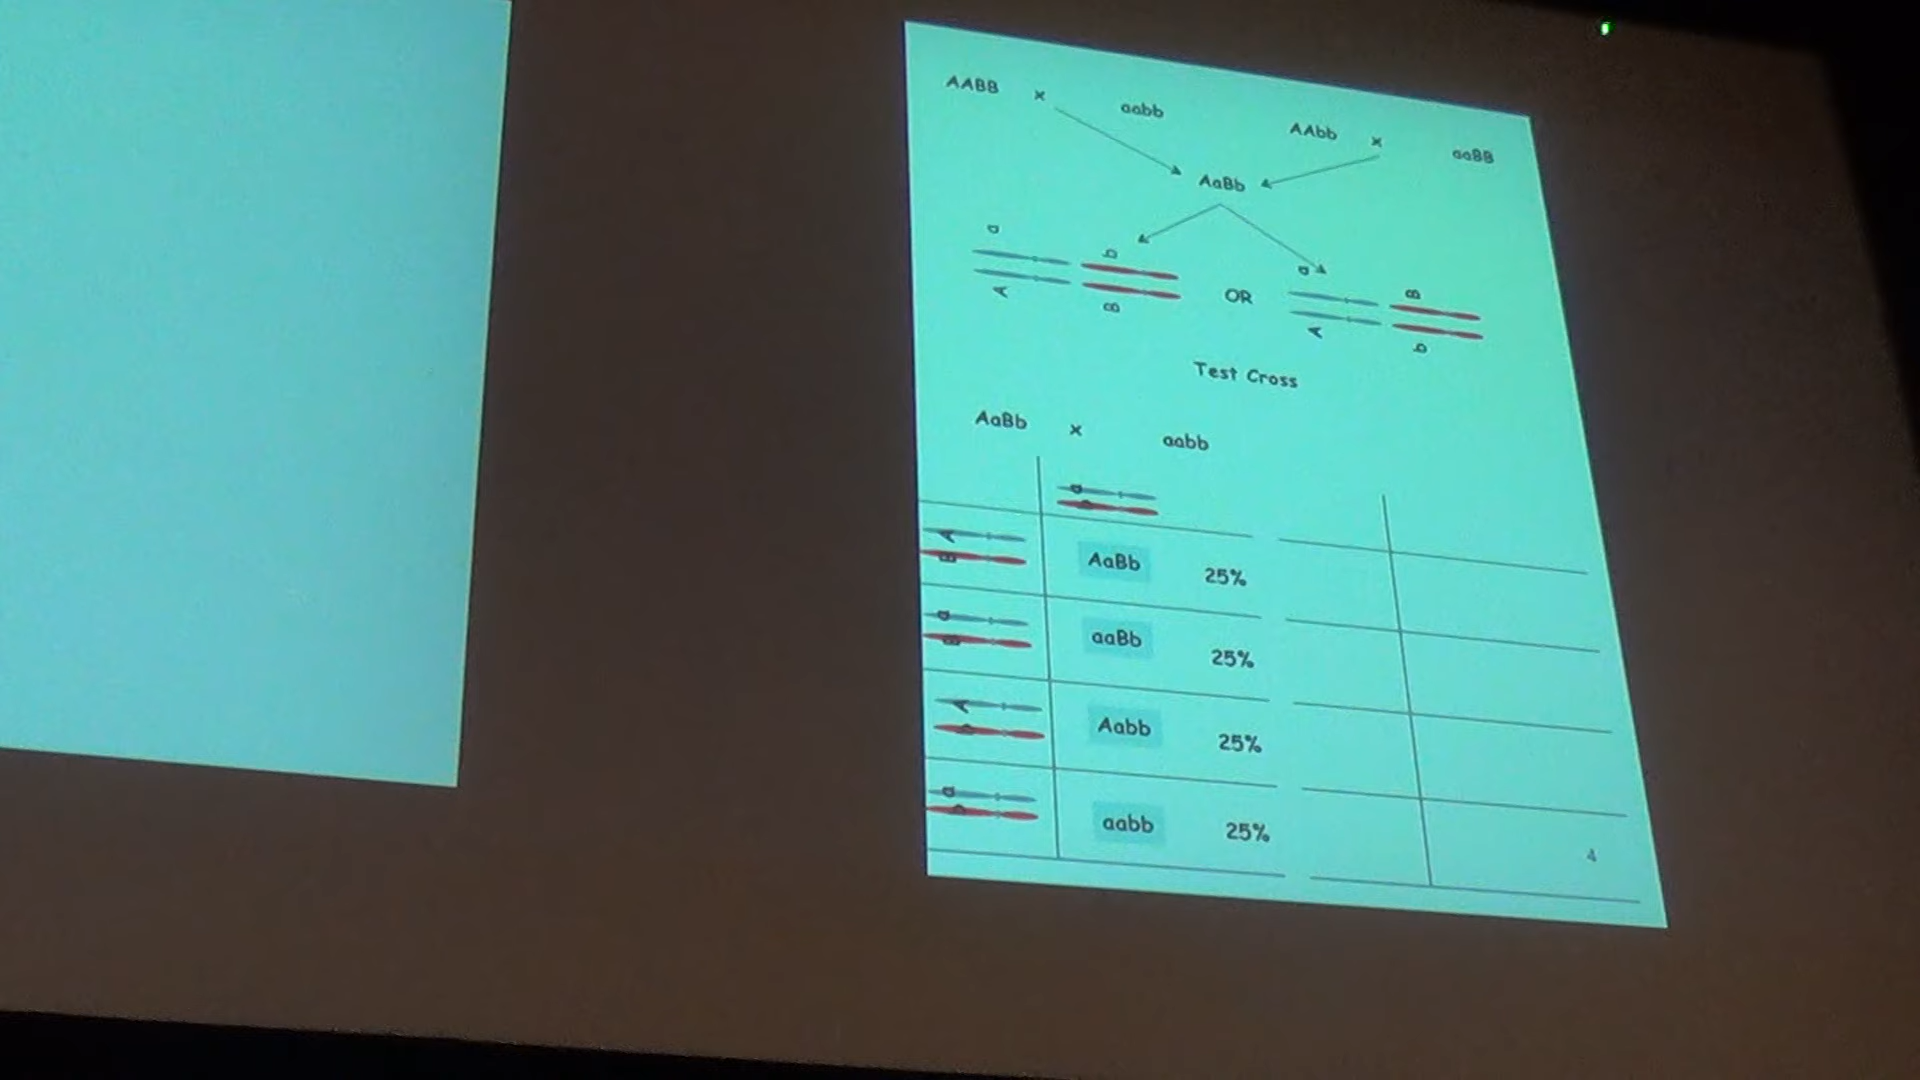 AABB x aabb AAbb x aaBB
AaBb
a b a B
A B OR A b
Test Cross
AaBb x aabb
a
b
A
B
AaBb 25%
a
B
aaBb 25%
A
b
Aabb 25%
a
b
aabb 25%
4